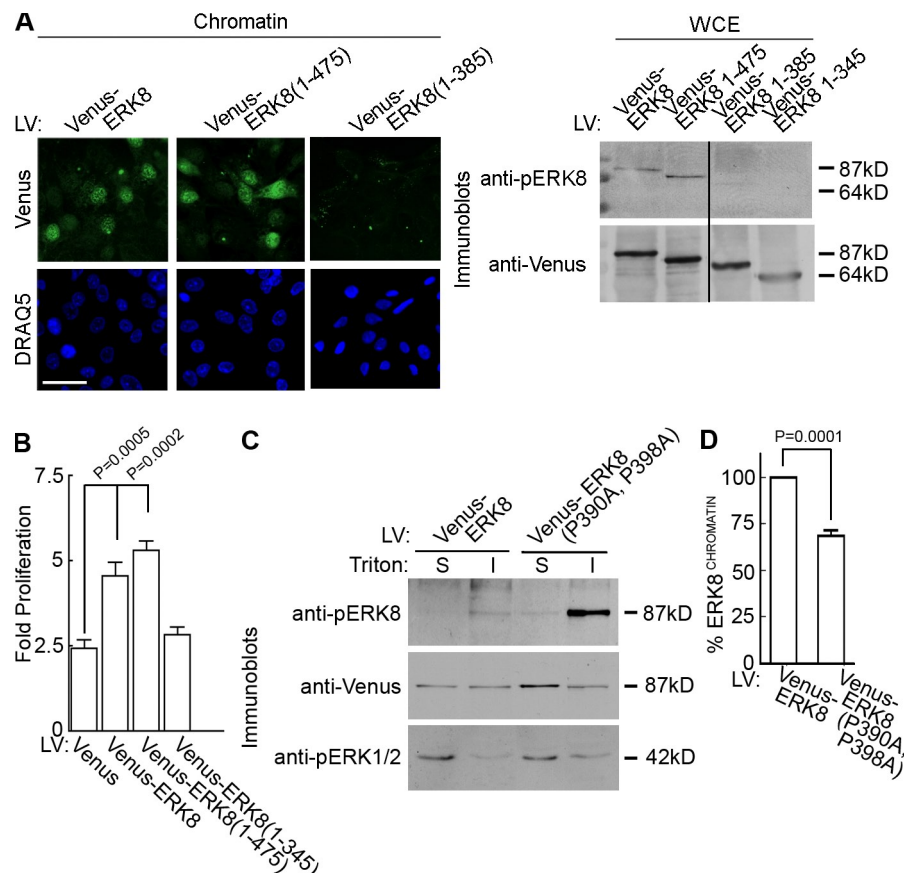 A
Chromatin
WCE
LV:
Venus-
ERK8
Venus-
ERK8(1-475)
Venus-
ERK8(1-385)
LV:
Venus-
ERK8
Venus-
ERK8 1-475
Venus-
ERK8 1-385
Venus-
ERK8 1-345
Venus
DRAQ5
Immunoblots
anti-pERK8
87kD
64kD
anti-Venus
87kD
64kD
B
P=0.0005
P=0.0002
Fold Proliferation
7.5
5
2.5
0
LV:
Venus
Venus-ERK8
Venus-ERK8(1-475)
Venus-ERK8(1-345)
C
LV:
Venus-
ERK8
Venus- ERK8
(P390A, P398A)
Triton:
S
I
S
I
Immunoblots
anti-pERK8
87kD
anti-Venus
87kD
anti-pERK1/2
42kD
D
P=0.0001
% ERK8 CHROMATIN
100
75
50
25
0
LV:
Venus-
ERK8
Venus-
ERK8
(P390A,
P398A)